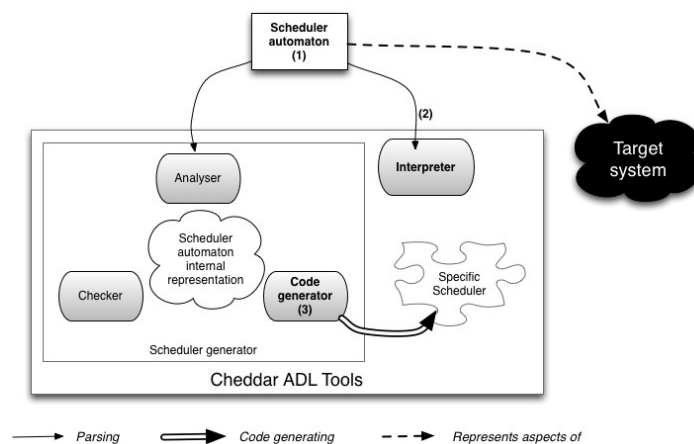 Scheduler
automaton
(1)
(2)
Target
system
Analyser
Interpreter
Scheduler
automaton
internal
representation
Specific
Scheduler
Checker
Code
generator
(3)
Scheduler generator
Cheddar ADL Tools
Parsing
Code generating
Represents aspects of